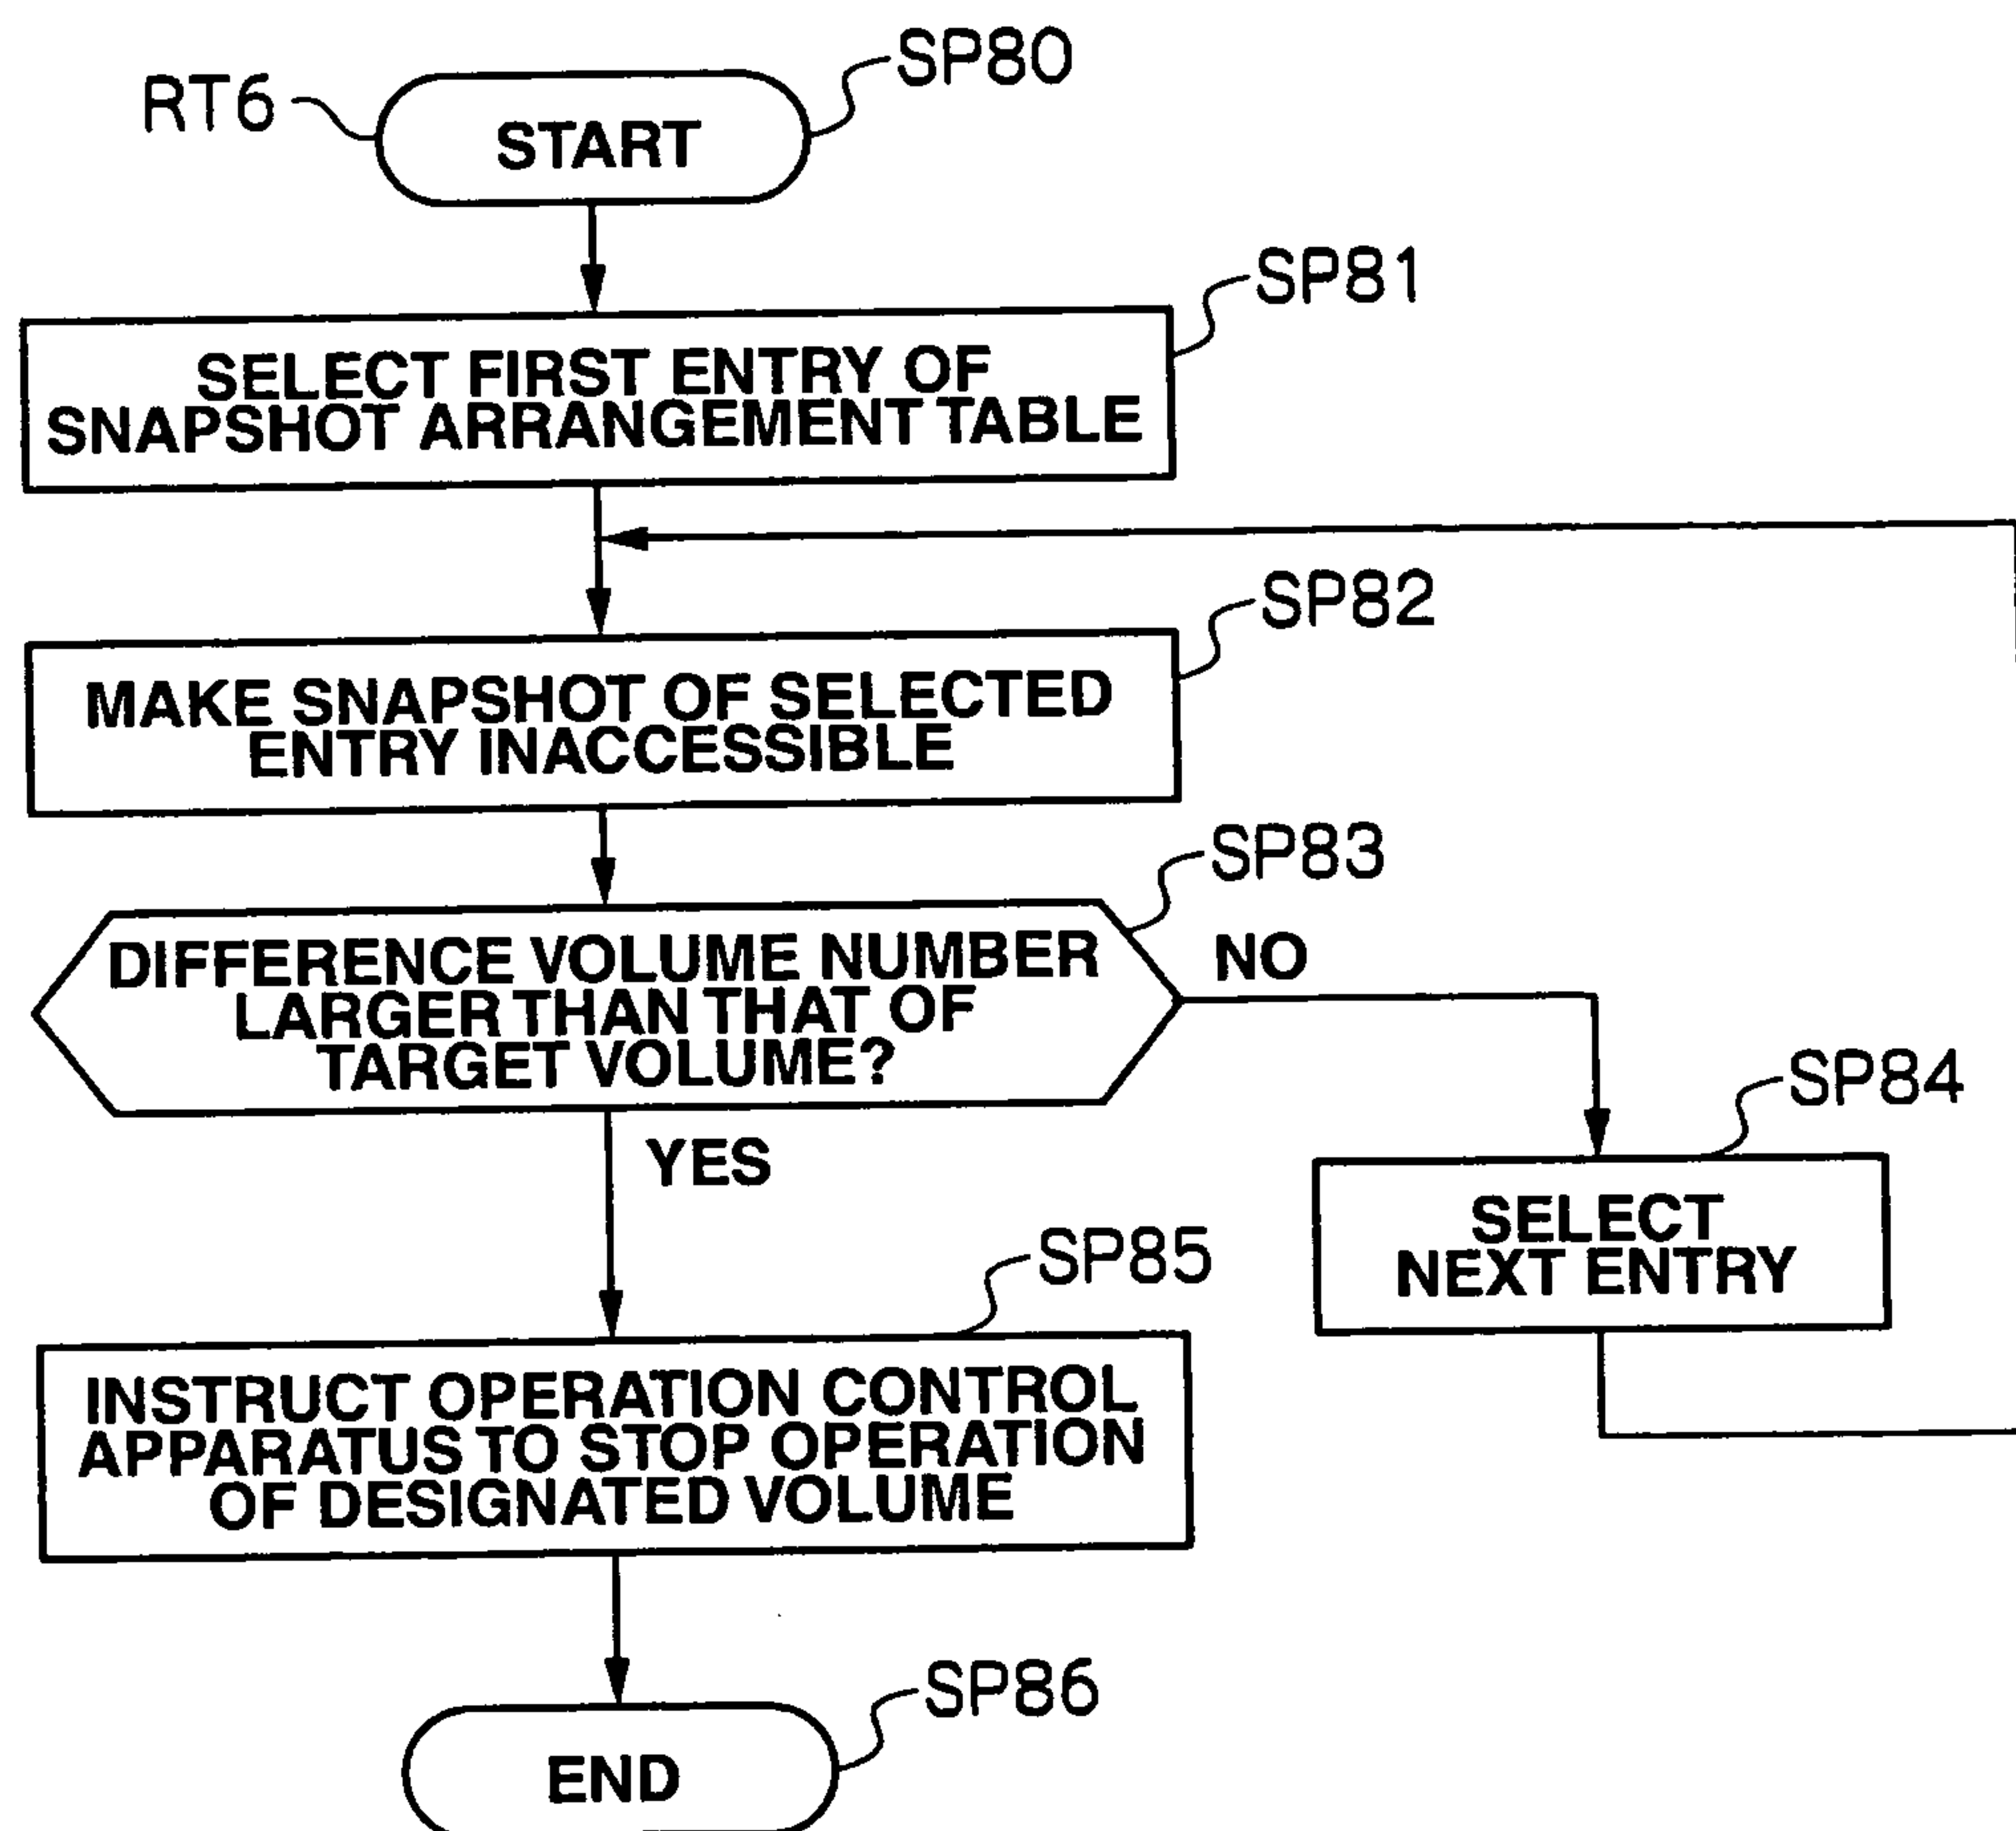 RT6
SP80
START
SP81
SELECT FIRST ENTRY OF
SNAPSHOT ARRANGEMENT TABLE
SP82
MAKE SNAPSHOT OF SELECTED
ENTRY INACCESSIBLE
SP83
DIFFERENCE VOLUME NUMBER
LARGER THAN THAT OF
TARGET VOLUME?
NO
YES
SP84
SELECT
NEXT ENTRY
SP85
INSTRUCT OPERATION CONTROL
APPARATUS TO STOP OPERATION
OF DESIGNATED VOLUME
SP86
END